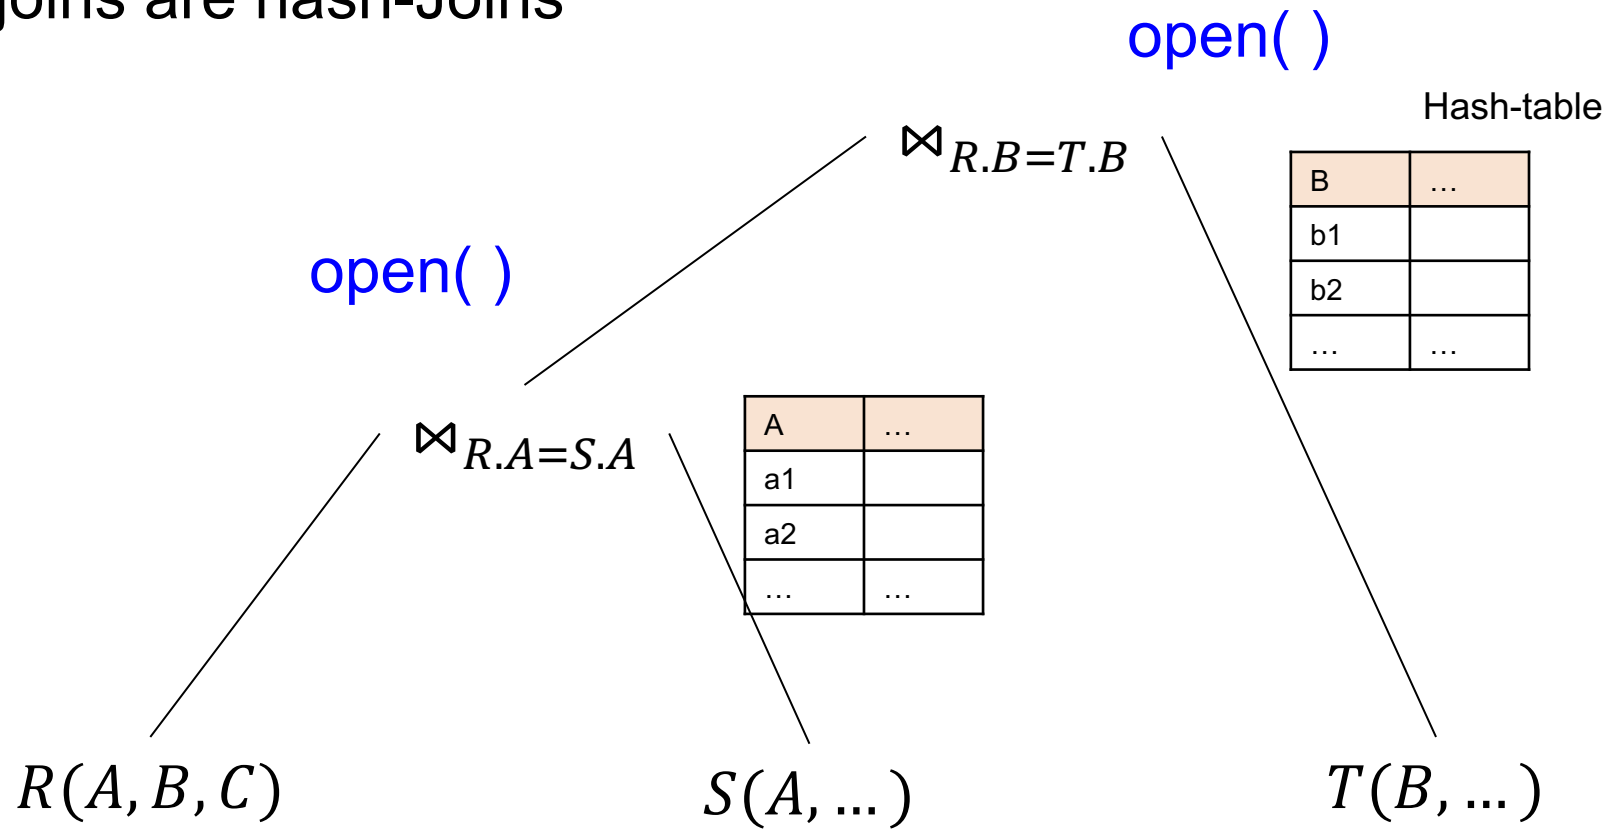 joins are hash-Joins
open( )
Hash-table
⋈ R.B=T.B
B …
b1
b2
… …
open( )
⋈ R.A=S.A
A …
a1
a2
… …
R(A, B, C)
S(A, … )
T(B, … )